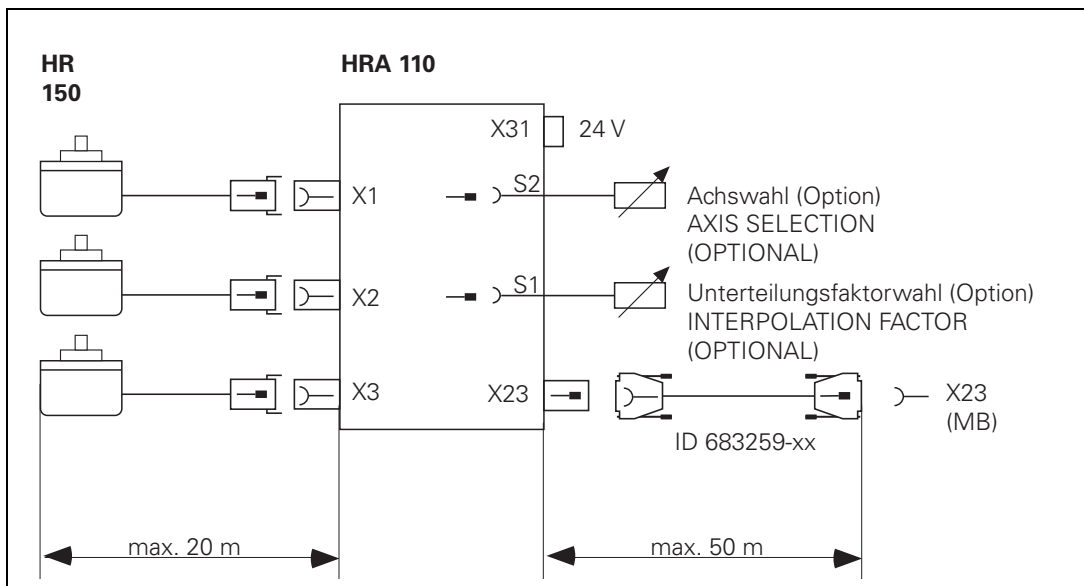 HR
150
HRA 110
X31
24 V
X1
S2
Achswahl (Option)
AXIS SELECTION
(OPTIONAL)
X2
S1
Unterteilungsfaktorwahl (Option)
INTERPOLATION FACTOR
(OPTIONAL)
X3
X23
X23
(MB)
ID 683259-xx
max. 20 m
max. 50 m